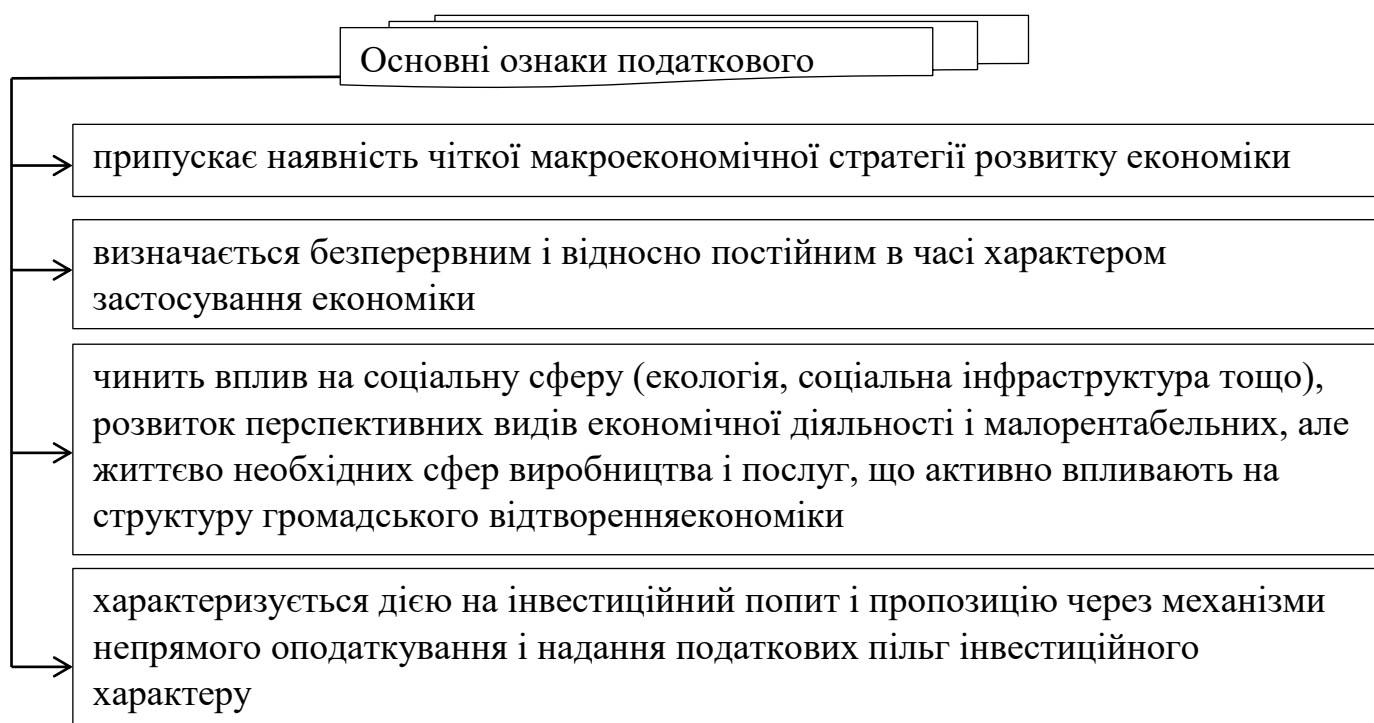 Основні ознаки податкового
припускає наявність чіткої макроекономічної стратегії розвитку економіки
визначається безперервним і відносно постійним в часі характером
застосування економіки
чинить вплив на соціальну сферу (екологія, соціальна інфраструктура тощо),
розвиток перспективних видів економічної діяльності і малорентабельних, але
життєво необхідних сфер виробництва і послуг, що активно впливають на
структуру громадського відтворенняекономіки
характеризується дією на інвестиційний попит і пропозицію через механізми
непрямого оподаткування і надання податкових пільг інвестиційного
характеру